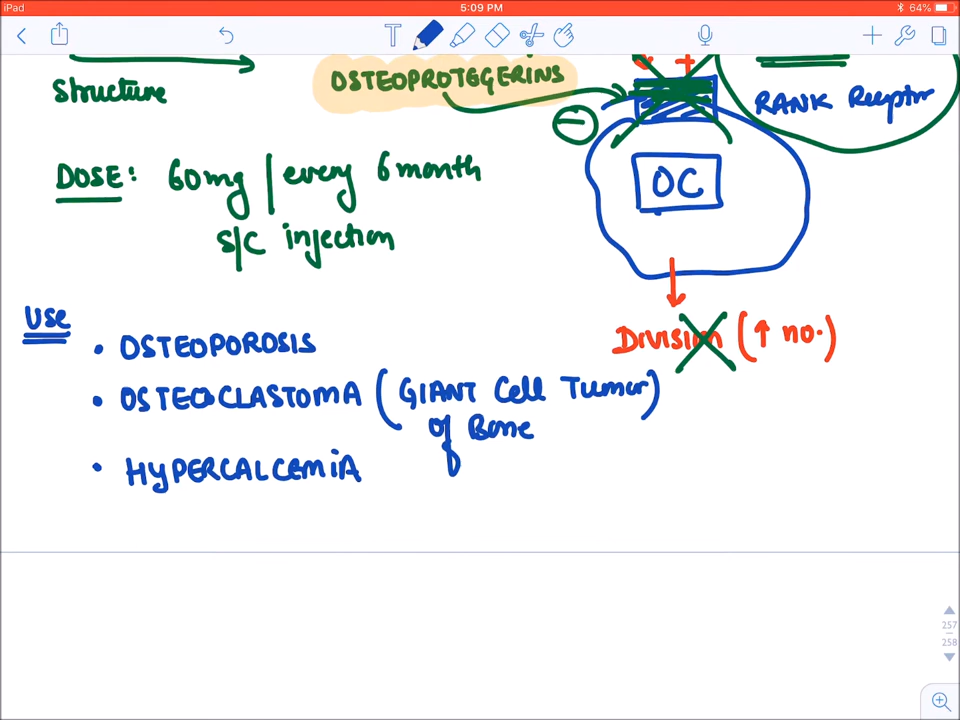 iPad
5:09 PM
64%
T
Structure
OSTEOPROTEGERINS
+
RANK Receptor
OC
DOSE: 60mg | every 6 month
S/C injection
Division (↑ no.)
Use
• OSTEOPOROSIS
• OSTEOCLASTOMA (GIANT Cell Tumor)
of Bone
• HYPERCALCEMiA
257
258